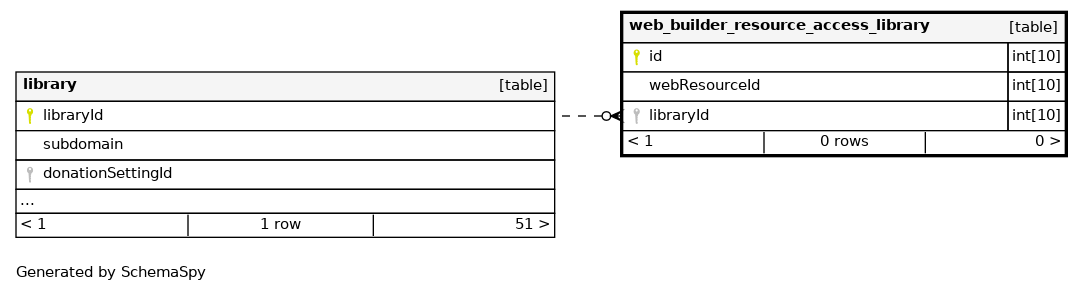 web_builder_resource_access_library [table]
id int[10]
webResourceId int[10]
libraryId int[10]
< 1 0 rows 0 >
library [table]
libraryId
subdomain
donationSettingId
...
< 1 1 row 51 >
Generated by SchemaSpy